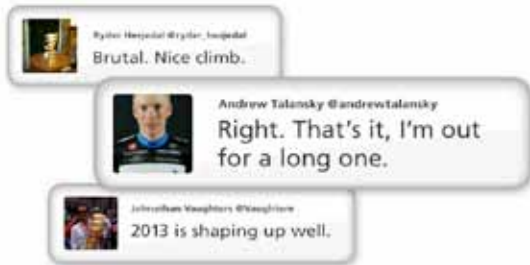 Ryder Hesjedal @ryder_hesjedal
Brutal. Nice climb.
Andrew Talansky @andrewtalansky
Right. That's it, I'm out
for a long one.
Johnathan Vaughters @Vaughters
2013 is shaping up well.